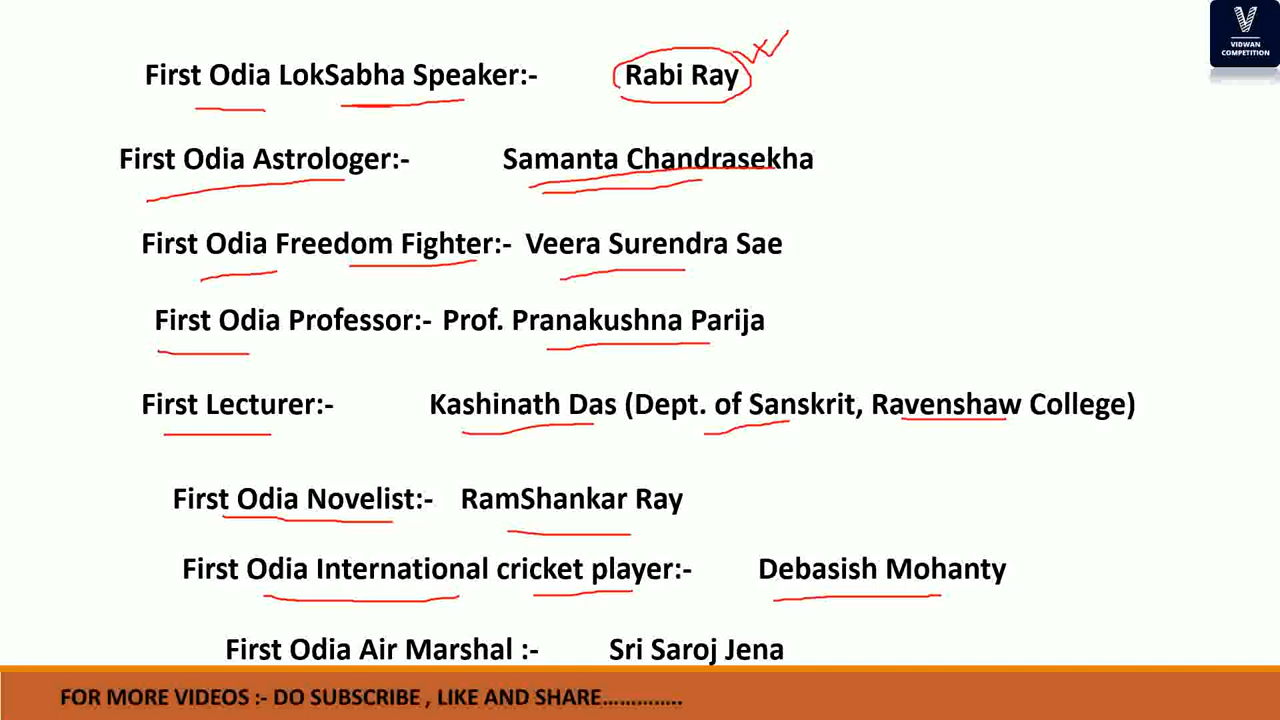 VIDWAN
COMPETITION
First Odia LokSabha Speaker:- Rabi Ray
First Odia Astrologer:- Samanta Chandrasekha
First Odia Freedom Fighter:- Veera Surendra Sae
First Odia Professor:- Prof. Pranakushna Parija
First Lecturer:- Kashinath Das (Dept. of Sanskrit, Ravenshaw College)
First Odia Novelist:- RamShankar Ray
First Odia International cricket player:- Debasish Mohanty
First Odia Air Marshal :- Sri Saroj Jena
FOR MORE VIDEOS :- DO SUBSCRIBE , LIKE AND SHARE…………..